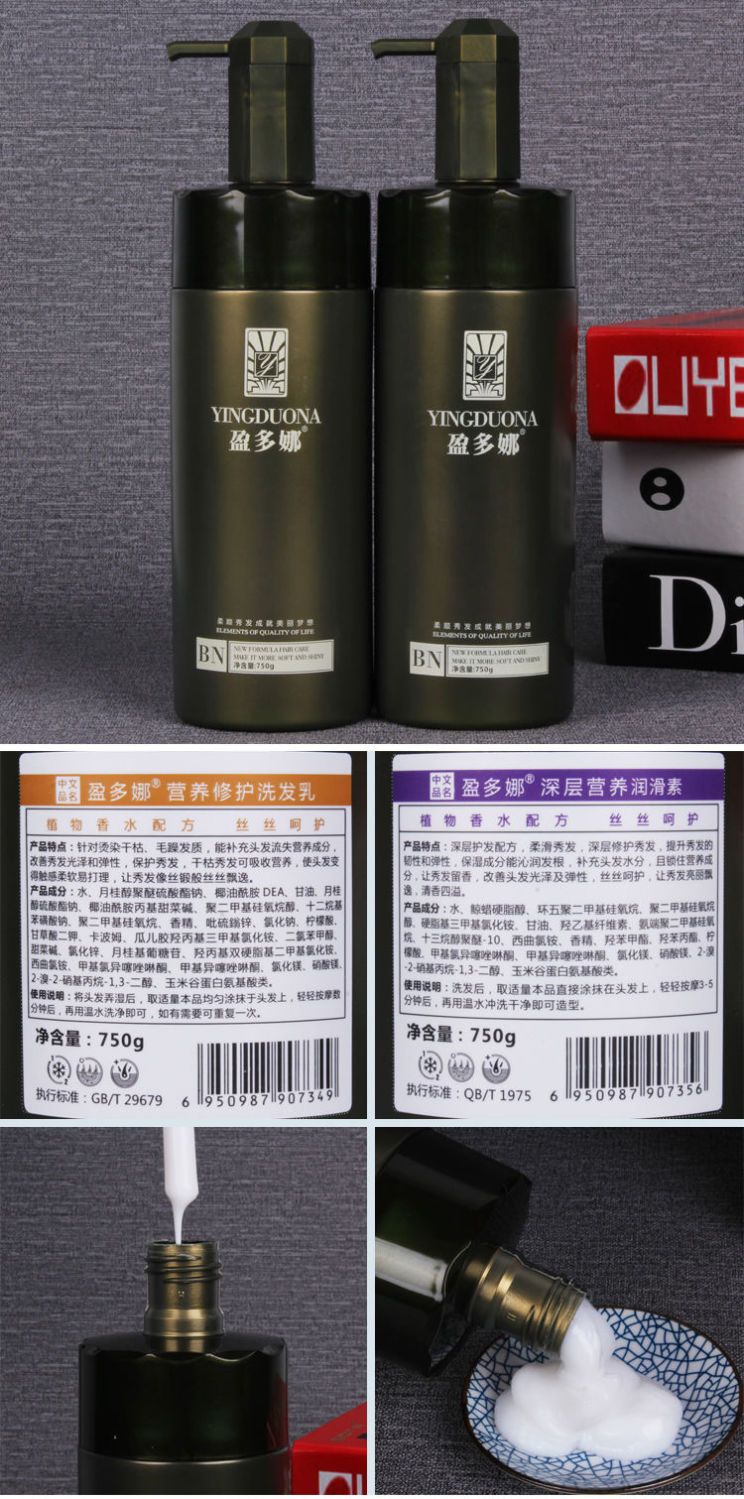 YINGDUONA
盈多娜®
柔顺秀发成就美丽梦想
ELEMENTS OF QUALITY OF LIFE
BN
NEW FORMULA HAIR CARE
MAKE IT MORE SOFT AND SHINY
净含量:750g
YINGDUONA
盈多娜®
柔顺秀发成就美丽梦想
ELEMENTS OF QUALITY OF LIFE
BN
NEW FORMULA HAIR CARE
MAKE IT MORE SOFT AND SHINY
净含量:750g
OLIYE
8
Di
中文品名 盈多娜® 营养修护洗发乳
植物香水配方 丝丝呵护
产品特点：针对烫染干枯、毛躁发质，能补充头发流失营养成分，
改善秀发光泽和弹性，保护秀发，干枯秀发可吸收营养，使头发变
得触感柔软易打理，让秀发像丝锻般丝丝飘逸。
产品成分：水、月桂醇聚醚硫酸酯钠、椰油酰胺DEA、甘油、月桂
醇硫酸酯钠、椰油酰胺丙基甜菜碱、聚二甲基硅氧烷醇、十二烷基
苯磺酸钠、聚二甲基硅氧烷、香精、吡硫鎓锌、氯化钠、柠檬酸、
甘草酸二钾、卡波姆、瓜儿胶羟丙基三甲基氯化铵、二氯苯甲醇、
甜菜碱、氯化锌、月桂基葡糖苷、羟丙基双硬脂基二甲基氯化铵、
西曲氯铵、甲基氯异噻唑啉酮、甲基异噻唑啉酮、氯化镁、硝酸镁、
2-溴-2-硝基丙烷-1,3-二醇、玉米谷蛋白氨基酸类。
使用说明：将头发弄湿后，取适量本品均匀涂抹于头发上，轻轻按摩数
分钟后，再用温水洗净即可，如有需要可重复一次。
净含量：750g
执行标准：GB/T 29679
6 950987 907349
中文品名 盈多娜® 深层营养润滑素
植物香水配方 丝丝呵护
产品特点：深层护发配方，柔滑秀发，深层修护秀发，提升秀发的
韧性和弹性，保湿成分能沁润发根，补充头发水分，且锁住营养成
分，让秀发留香，改善头发光泽及弹性，丝丝呵护，让秀发亮丽飘
逸，清香四溢。
产品成分：水、鲸蜡硬脂醇、环五聚二甲基硅氧烷、聚二甲基硅氧烷
醇、硬脂基三甲基氯化铵、甘油、羟乙基纤维素、氨端聚二甲基硅氧
烷、十三烷醇聚醚-10、西曲氯铵、香精、羟苯甲酯、羟苯丙酯、柠
檬酸、甲基氯异噻唑啉酮、甲基异噻唑啉酮、氯化镁、硝酸镁、2-溴
-2-硝基丙烷-1,3-二醇、玉米谷蛋白氨基酸类。
使用说明：洗发后，取适量本品直接涂抹在头发上，轻轻按摩3-5
分钟后，再用温水冲洗干净即可造型。
净含量：750g
执行标准：QB/T 1975
6 950987 907356